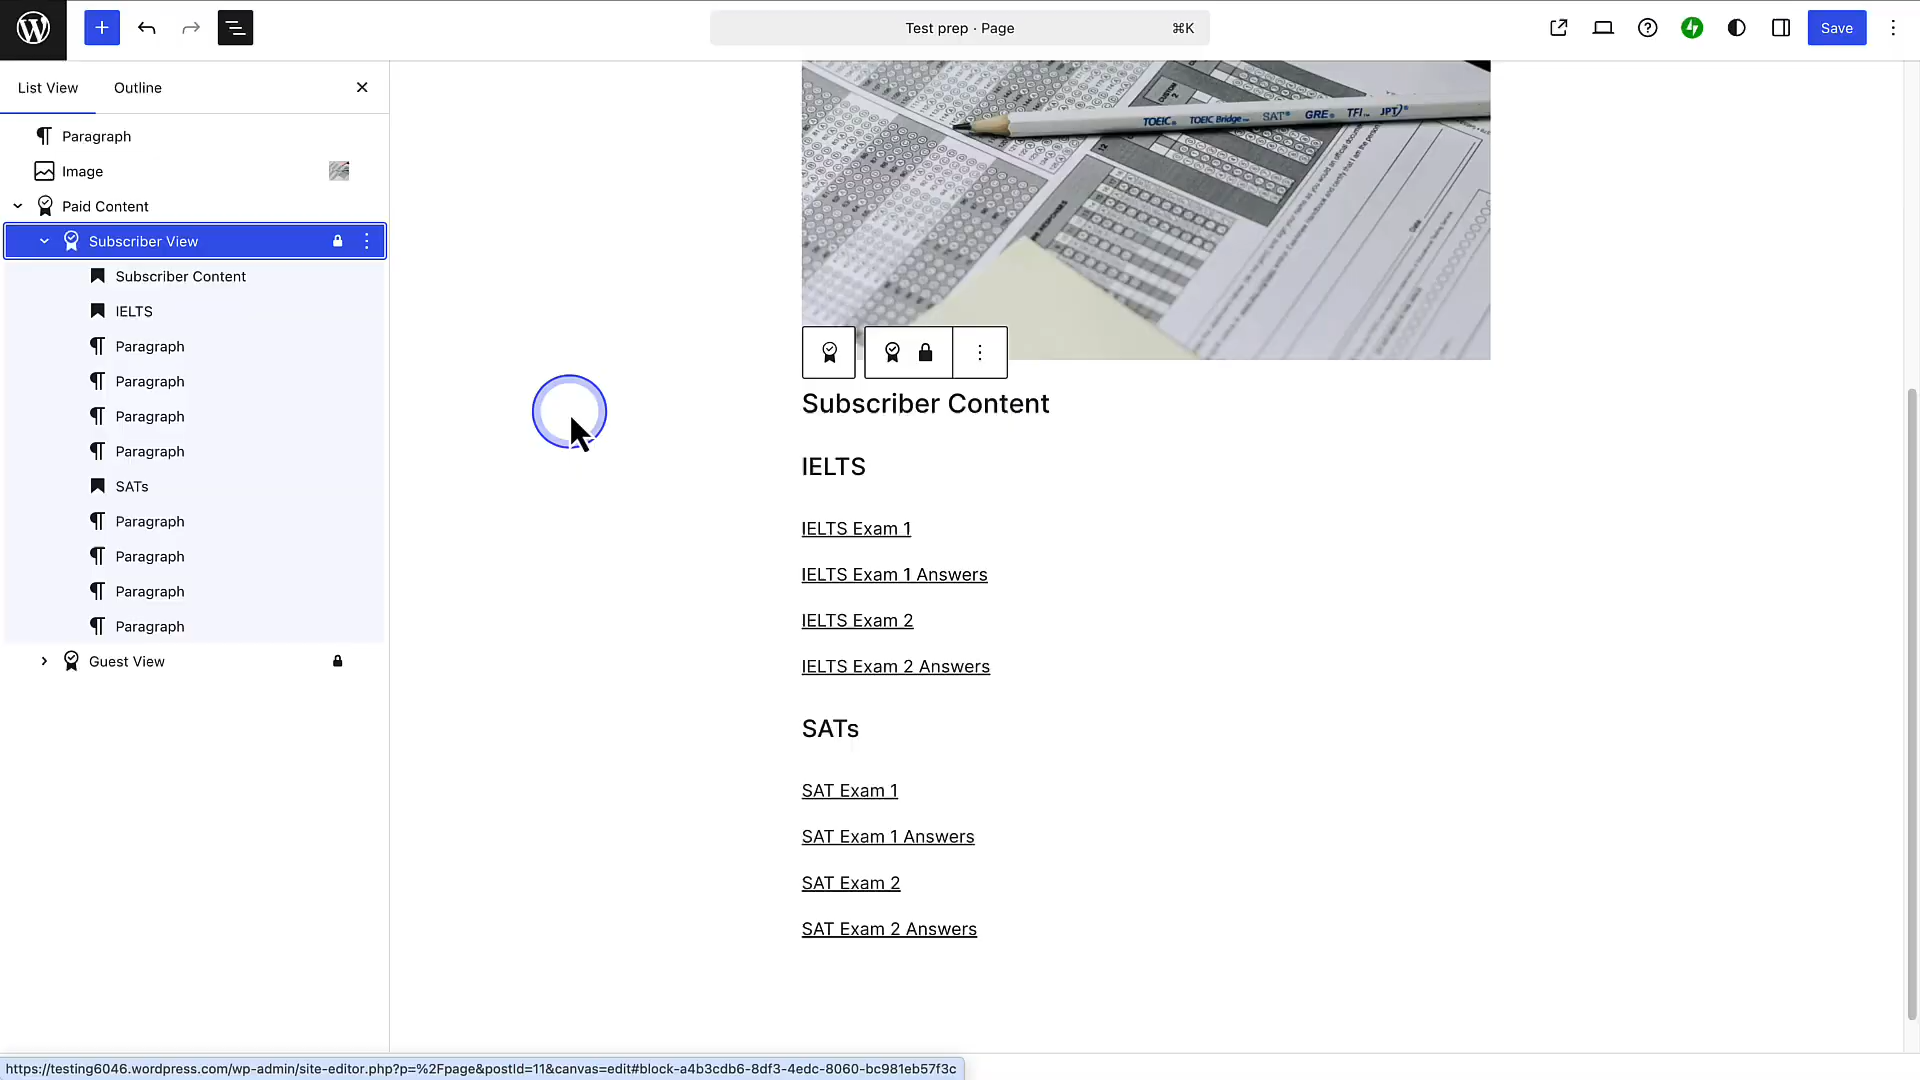 Test prep · Page
⌘K
Save
List View
Outline
Paragraph
Image
Paid Content
Subscriber View
Subscriber Content
IELTS
Paragraph
Paragraph
Paragraph
Paragraph
SATs
Paragraph
Paragraph
Paragraph
Paragraph
Guest View
TOEIC® TOEIC Bridge™ SAT® GRE® TFI™ JPT®
Subscriber Content
IELTS
IELTS Exam 1
IELTS Exam 1 Answers
IELTS Exam 2
IELTS Exam 2 Answers
SATs
SAT Exam 1
SAT Exam 1 Answers
SAT Exam 2
SAT Exam 2 Answers
https://testing6046.wordpress.com/wp-admin/site-editor.php?p=%2Fpage&postId=11&canvas=edit#block-a4b3cdb6-8df3-4edc-8060-bc981eb57f3c